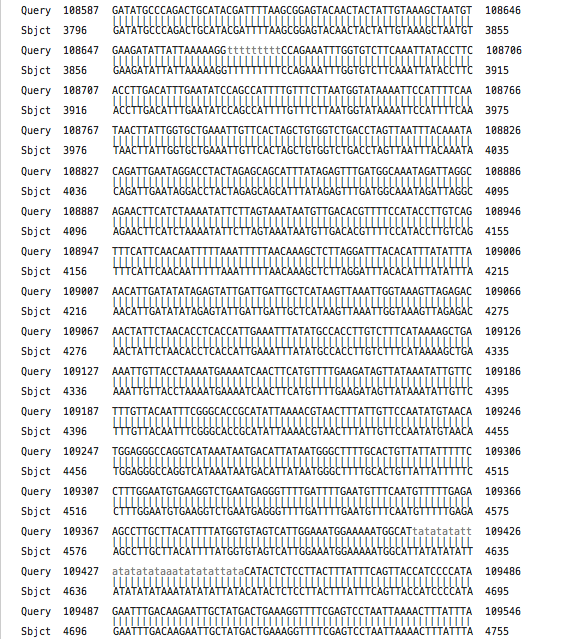 Query 108587 GATATGCCCAGACTGCATACGATTTTAAGCGGAGTACAACTACTATTGTAAAGCTAATGT 108646
Sbjct 3796 GATATGCCCAGACTGCATACGATTTTAAGCGGAGTACAACTACTATTGTAAAGCTAATGT 3855
Query 108647 GAAGATATTATTAAAAAGGtttttttttCCAGAAATTTGGTGTCTTCAAATTATACCTTC 108706
Sbjct 3856 GAAGATATTATTAAAAAGGTTTTTTTTTCCAGAAATTTGGTGTCTTCAAATTATACCTTC 3915
Query 108707 ACCTTGACATTTGAATATCCAGCCATTTTGTTTCTTAATGGTATAAAATTCCATTTTCAA 108766
Sbjct 3916 ACCTTGACATTTGAATATCCAGCCATTTTGTTTCTTAATGGTATAAAATTCCATTTTCAA 3975
Query 108767 TAACTTATTGGTGCTGAAATTGTTCACTAGCTGTGGTCTGACCTAGTTAATTTACAAATA 108826
Sbjct 3976 TAACTTATTGGTGCTGAAATTGTTCACTAGCTGTGGTCTGACCTAGTTAATTTACAAATA 4035
Query 108827 CAGATTGAATAGGACCTACTAGAGCAGCATTTATAGAGTTTGATGGCAAATAGATTAGGC 108886
Sbjct 4036 CAGATTGAATAGGACCTACTAGAGCAGCATTTATAGAGTTTGATGGCAAATAGATTAGGC 4095
Query 108887 AGAACTTCATCTAAAATATTCTTAGTAAATAATGTTGACACGTTTTCCATACCTTGTCAG 108946
Sbjct 4096 AGAACTTCATCTAAAATATTCTTAGTAAATAATGTTGACACGTTTTCCATACCTTGTCAG 4155
Query 108947 TTTCATTCAACAATTTTTAAATTTTTAACAAAGCTCTTAGGATTTACACATTTATATTTA 109006
Sbjct 4156 TTTCATTCAACAATTTTTAAATTTTTAACAAAGCTCTTAGGATTTACACATTTATATTTA 4215
Query 109007 AACATTGATATATAGAGTATTGATTGATTGCTCATAAGTTAAATTGGTAAAGTTAGAGAC 109066
Sbjct 4216 AACATTGATATATAGAGTATTGATTGATTGCTCATAAGTTAAATTGGTAAAGTTAGAGAC 4275
Query 109067 AACTATTCTAACACCTCACCATTGAAATTTATATGCCACCTTGTCTTTCATAAAAGCTGA 109126
Sbjct 4276 AACTATTCTAACACCTCACCATTGAAATTTATATGCCACCTTGTCTTTCATAAAAGCTGA 4335
Query 109127 AAATTGTTACCTAAAATGAAAATCAACTTCATGTTTTGAAGATAGTTATAAATATTGTTC 109186
Sbjct 4336 AAATTGTTACCTAAAATGAAAATCAACTTCATGTTTTGAAGATAGTTATAAATATTGTTC 4395
Query 109187 TTTGTTACAATTTCGGGCACCGCATATTAAAACGTAACTTTATTGTTCCAATATGTAACA 109246
Sbjct 4396 TTTGTTACAATTTCGGGCACCGCATATTAAAACGTAACTTTATTGTTCCAATATGTAACA 4455
Query 109247 TGGAGGGCCAGGTCATAAATAATGACATTATAATGGGCTTTTGCACTGTTATTATTTTTC 109306
Sbjct 4456 TGGAGGGCCAGGTCATAAATAATGACATTATAATGGGCTTTTGCACTGTTATTATTTTTC 4515
Query 109307 CTTTGGAATGTGAAGGTCTGAATGAGGGTTTTGATTTTGAATGTTTCAATGTTTTTGAGA 109366
Sbjct 4516 CTTTGGAATGTGAAGGTCTGAATGAGGGTTTTGATTTTGAATGTTTCAATGTTTTTGAGA 4575
Query 109367 AGCCTTGCTTACATTTTATGGTGTAGTCATTGGAAATGGAAAAATGGCATtatatatatt 109426
Sbjct 4576 AGCCTTGCTTACATTTTATGGTGTAGTCATTGGAAATGGAAAAATGGCATTATATATATT 4635
Query 109427 atatatataaatatatattataCATACTCTCCTTACTTTATTTCAGTTACCATCCCCATA 109486
Sbjct 4636 ATATATATAAATATATATTATACATACTCTCCTTACTTTATTTCAGTTACCATCCCCATA 4695
Query 109487 GAATTTGACAAGAATTGCTATGACTGAAAGGTTTTCGAGTCCTAATTAAAACTTTATTTA 109546
Sbjct 4696 GAATTTGACAAGAATTGCTATGACTGAAAGGTTTTCGAGTCCTAATTAAAACTTTATTTA 4755